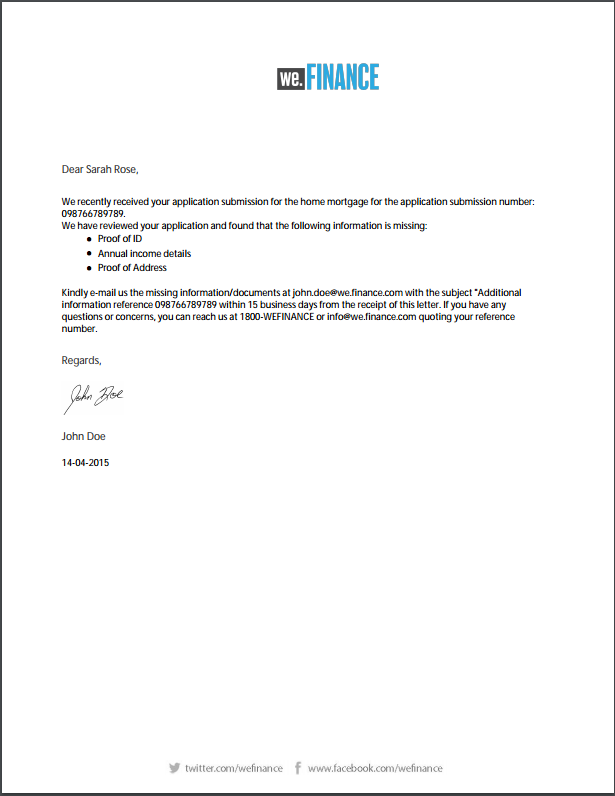 we.FINANCE
Dear Sarah Rose,
We recently received your application submission for the home mortgage for the application submission number:
098766789789.
We have reviewed your application and found that the following information is missing:
● Proof of ID
● Annual income details
● Proof of Address
Kindly e-mail us the missing information/documents at john.doe@we.finance.com with the subject "Additional
information reference 098766789789 within 15 business days from the receipt of this letter. If you have any
questions or concerns, you can reach us at 1800-WEFINANCE or info@we.finance.com quoting your reference
number.
Regards,
John Doe
John Doe
14-04-2015
twitter.com/wefinance www.facebook.com/wefinance